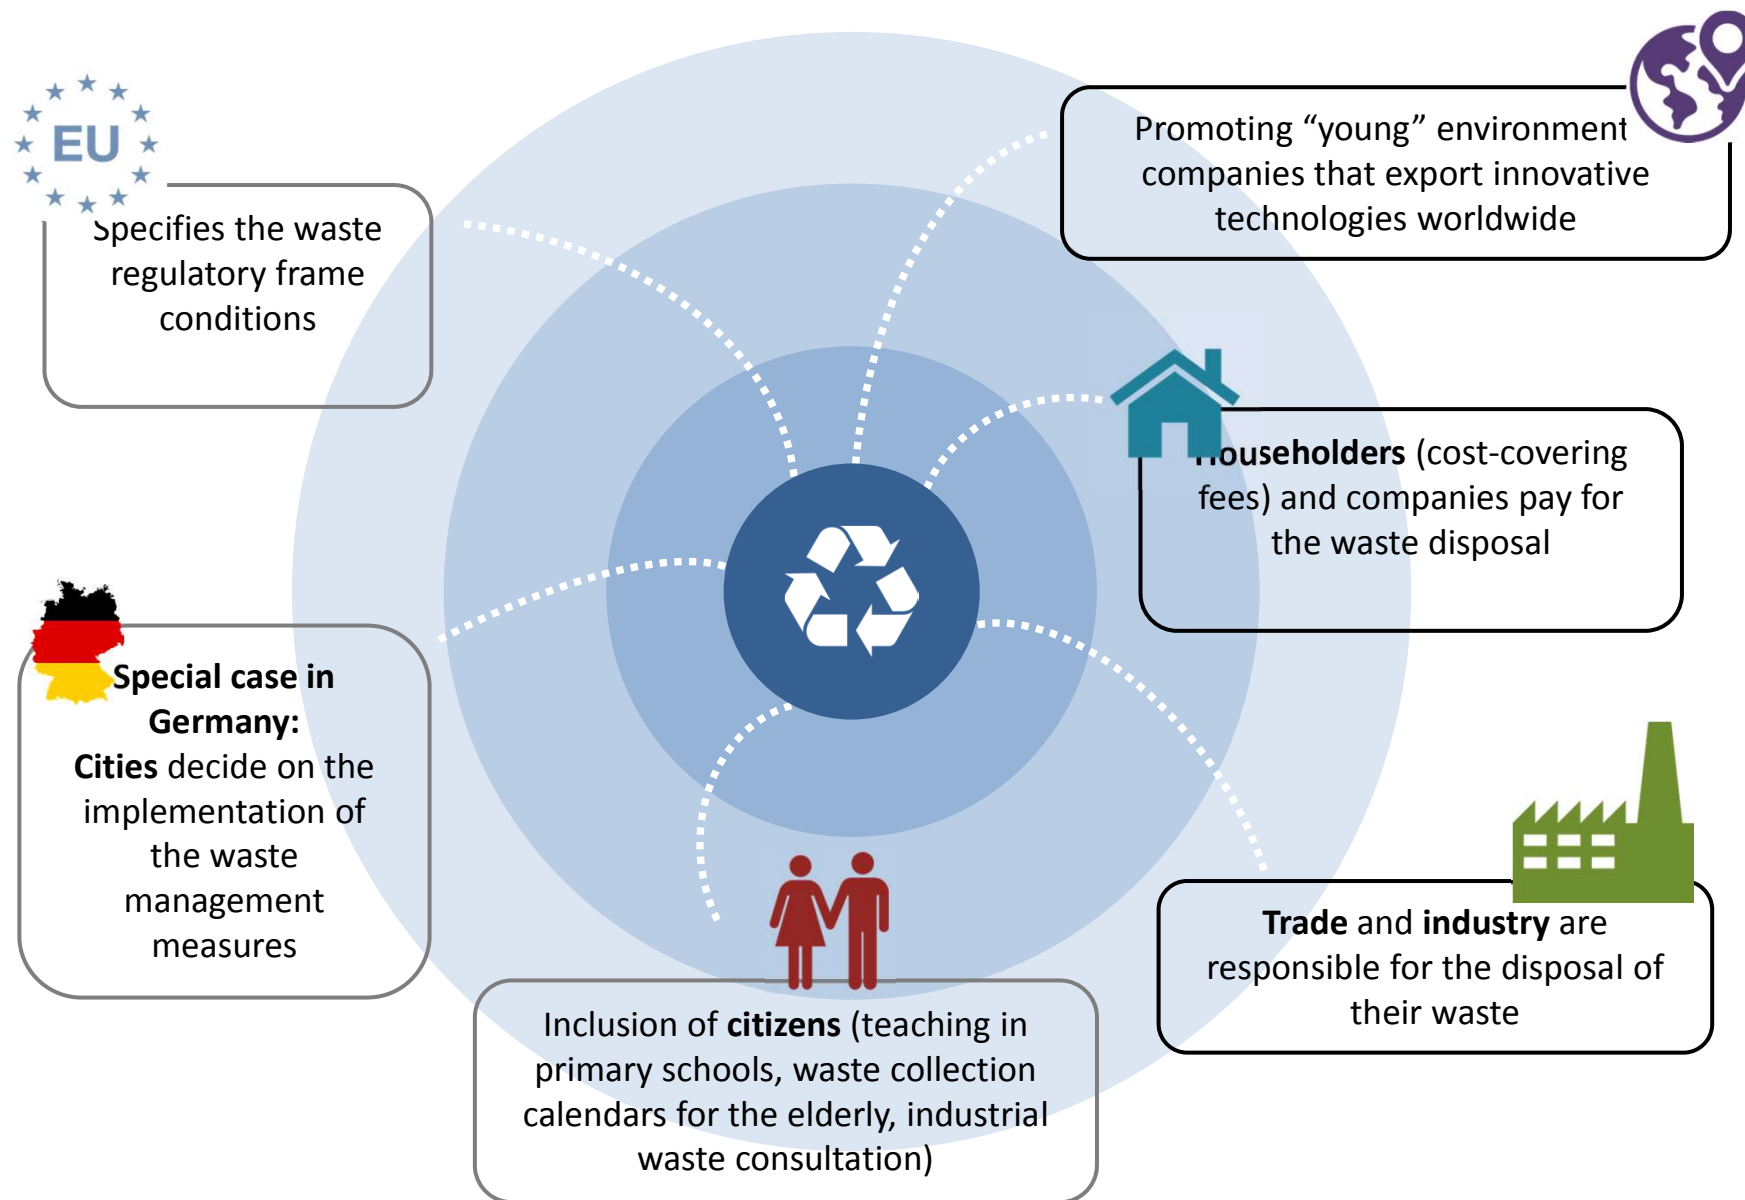 EU
Specifies the waste
regulatory frame
conditions
Promoting “young” environment
companies that export innovative
technologies worldwide
Householders (cost-covering
fees) and companies pay for
the waste disposal
Special case in
Germany:
Cities decide on the
implementation of
the waste
management
measures
Trade and industry are
responsible for the disposal of
their waste
Inclusion of citizens (teaching in
primary schools, waste collection
calendars for the elderly, industrial
waste consultation)